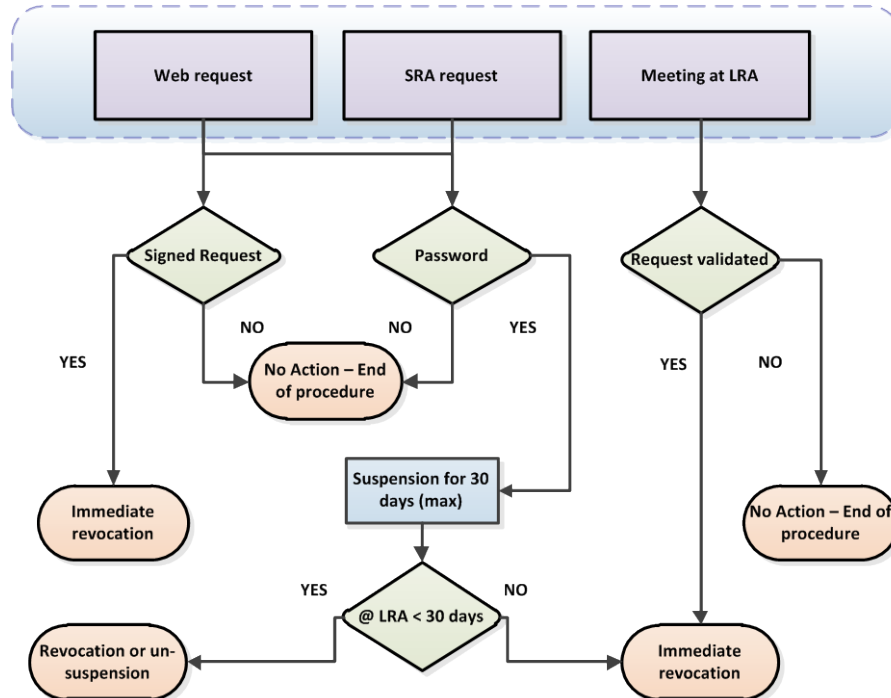 Web request
SRA request
Meeting at LRA
Signed Request
Password
Request validated
NO
NO
YES
YES
YES
NO
No Action – End
of procedure
Suspension for 30
days (max)
Immediate
revocation
No Action – End of
procedure
YES
NO
@ LRA < 30 days
Revocation or un-
suspension
Immediate
revocation